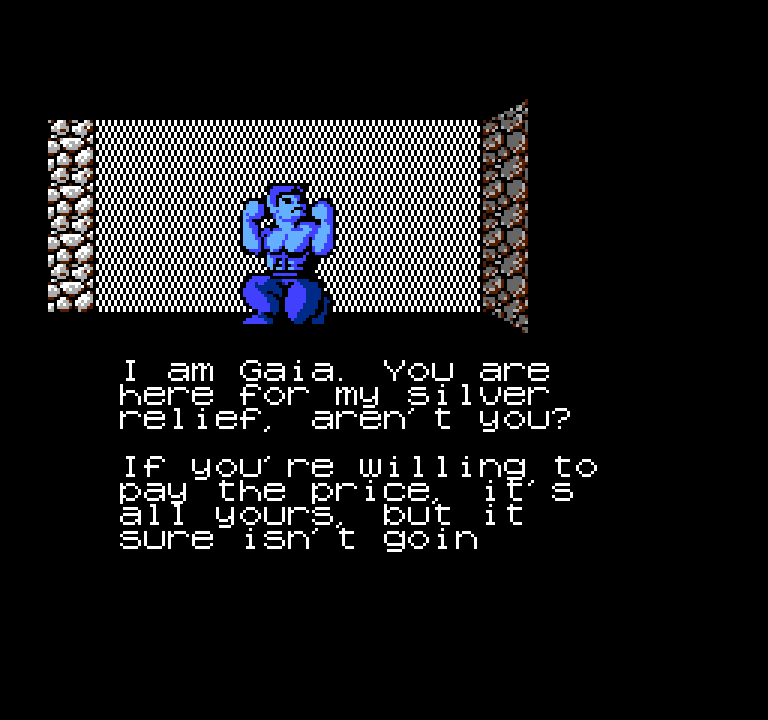 I am Gaia. You are
here for my silver
relief, aren't you?
If you're willing to
pay the price, it's
all yours, but it
sure isn't goin